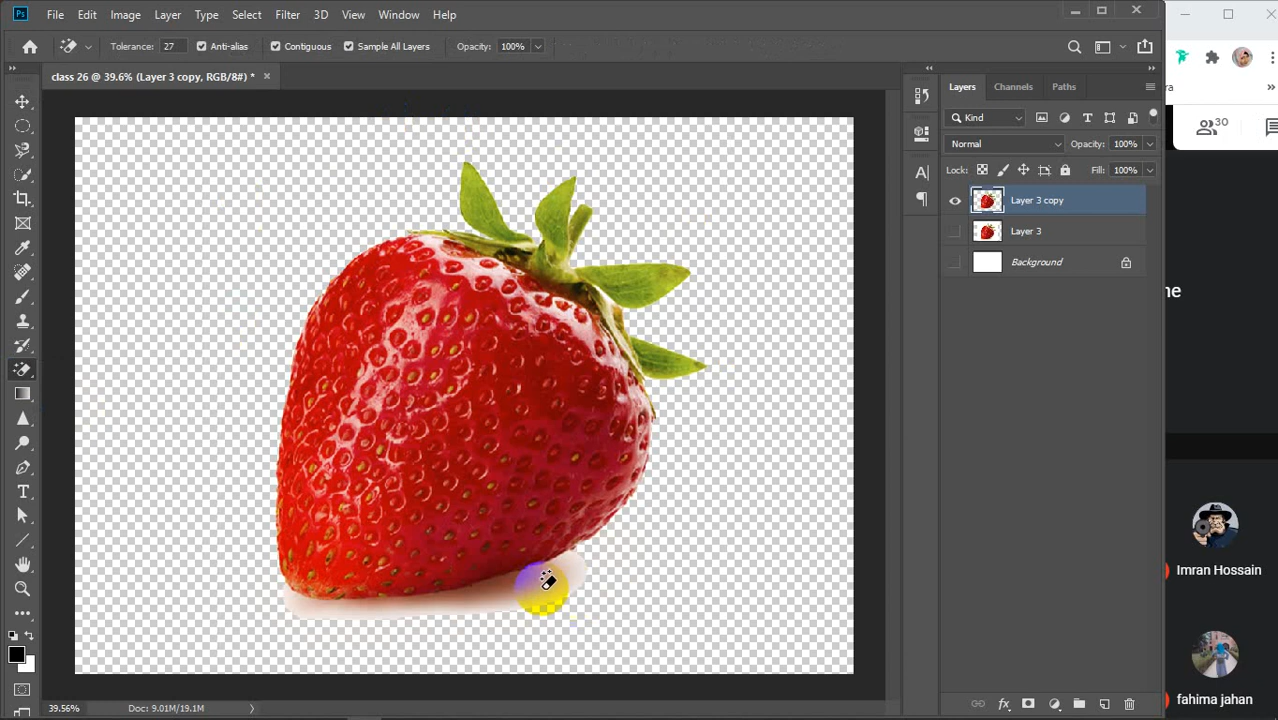 Ps File Edit Image Layer Type Select Filter 3D View Window Help
Tolerance: 27 Anti-alias Contiguous Sample All Layers Opacity: 100%
class 26 @ 39.6% (Layer 3 copy, RGB/8#) *
Layers Channels Paths
Kind
Normal Opacity: 100%
Lock: Fill: 100%
Layer 3 copy
Layer 3
Background
39.56% Doc: 9.01M/19.1M
ra
30
ne
Imran Hossain
fahima jahan